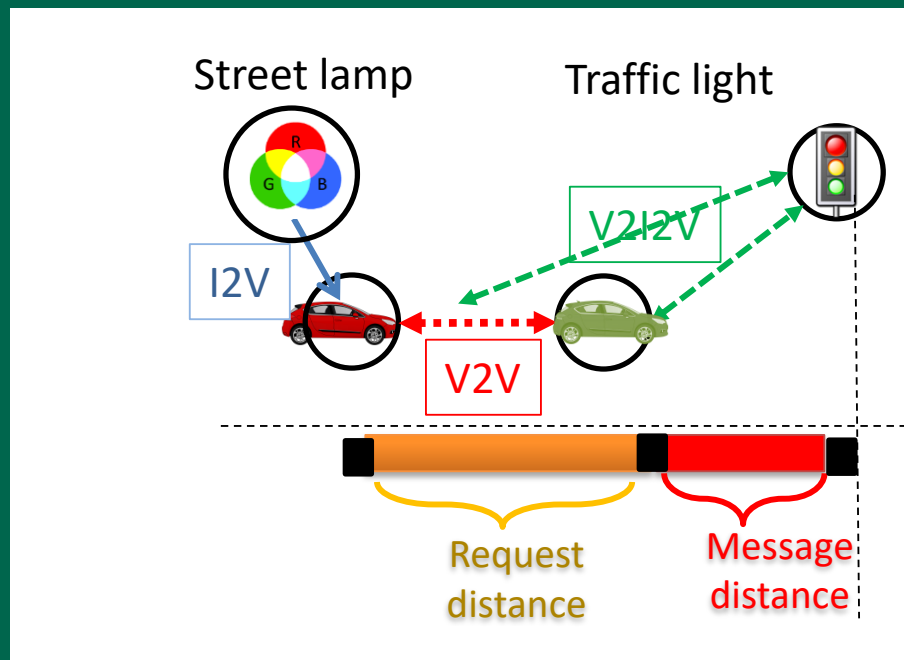 Street lamp
Traffic light
R
G
B
V2I2V
I2V
V2V
Request
distance
Message
distance